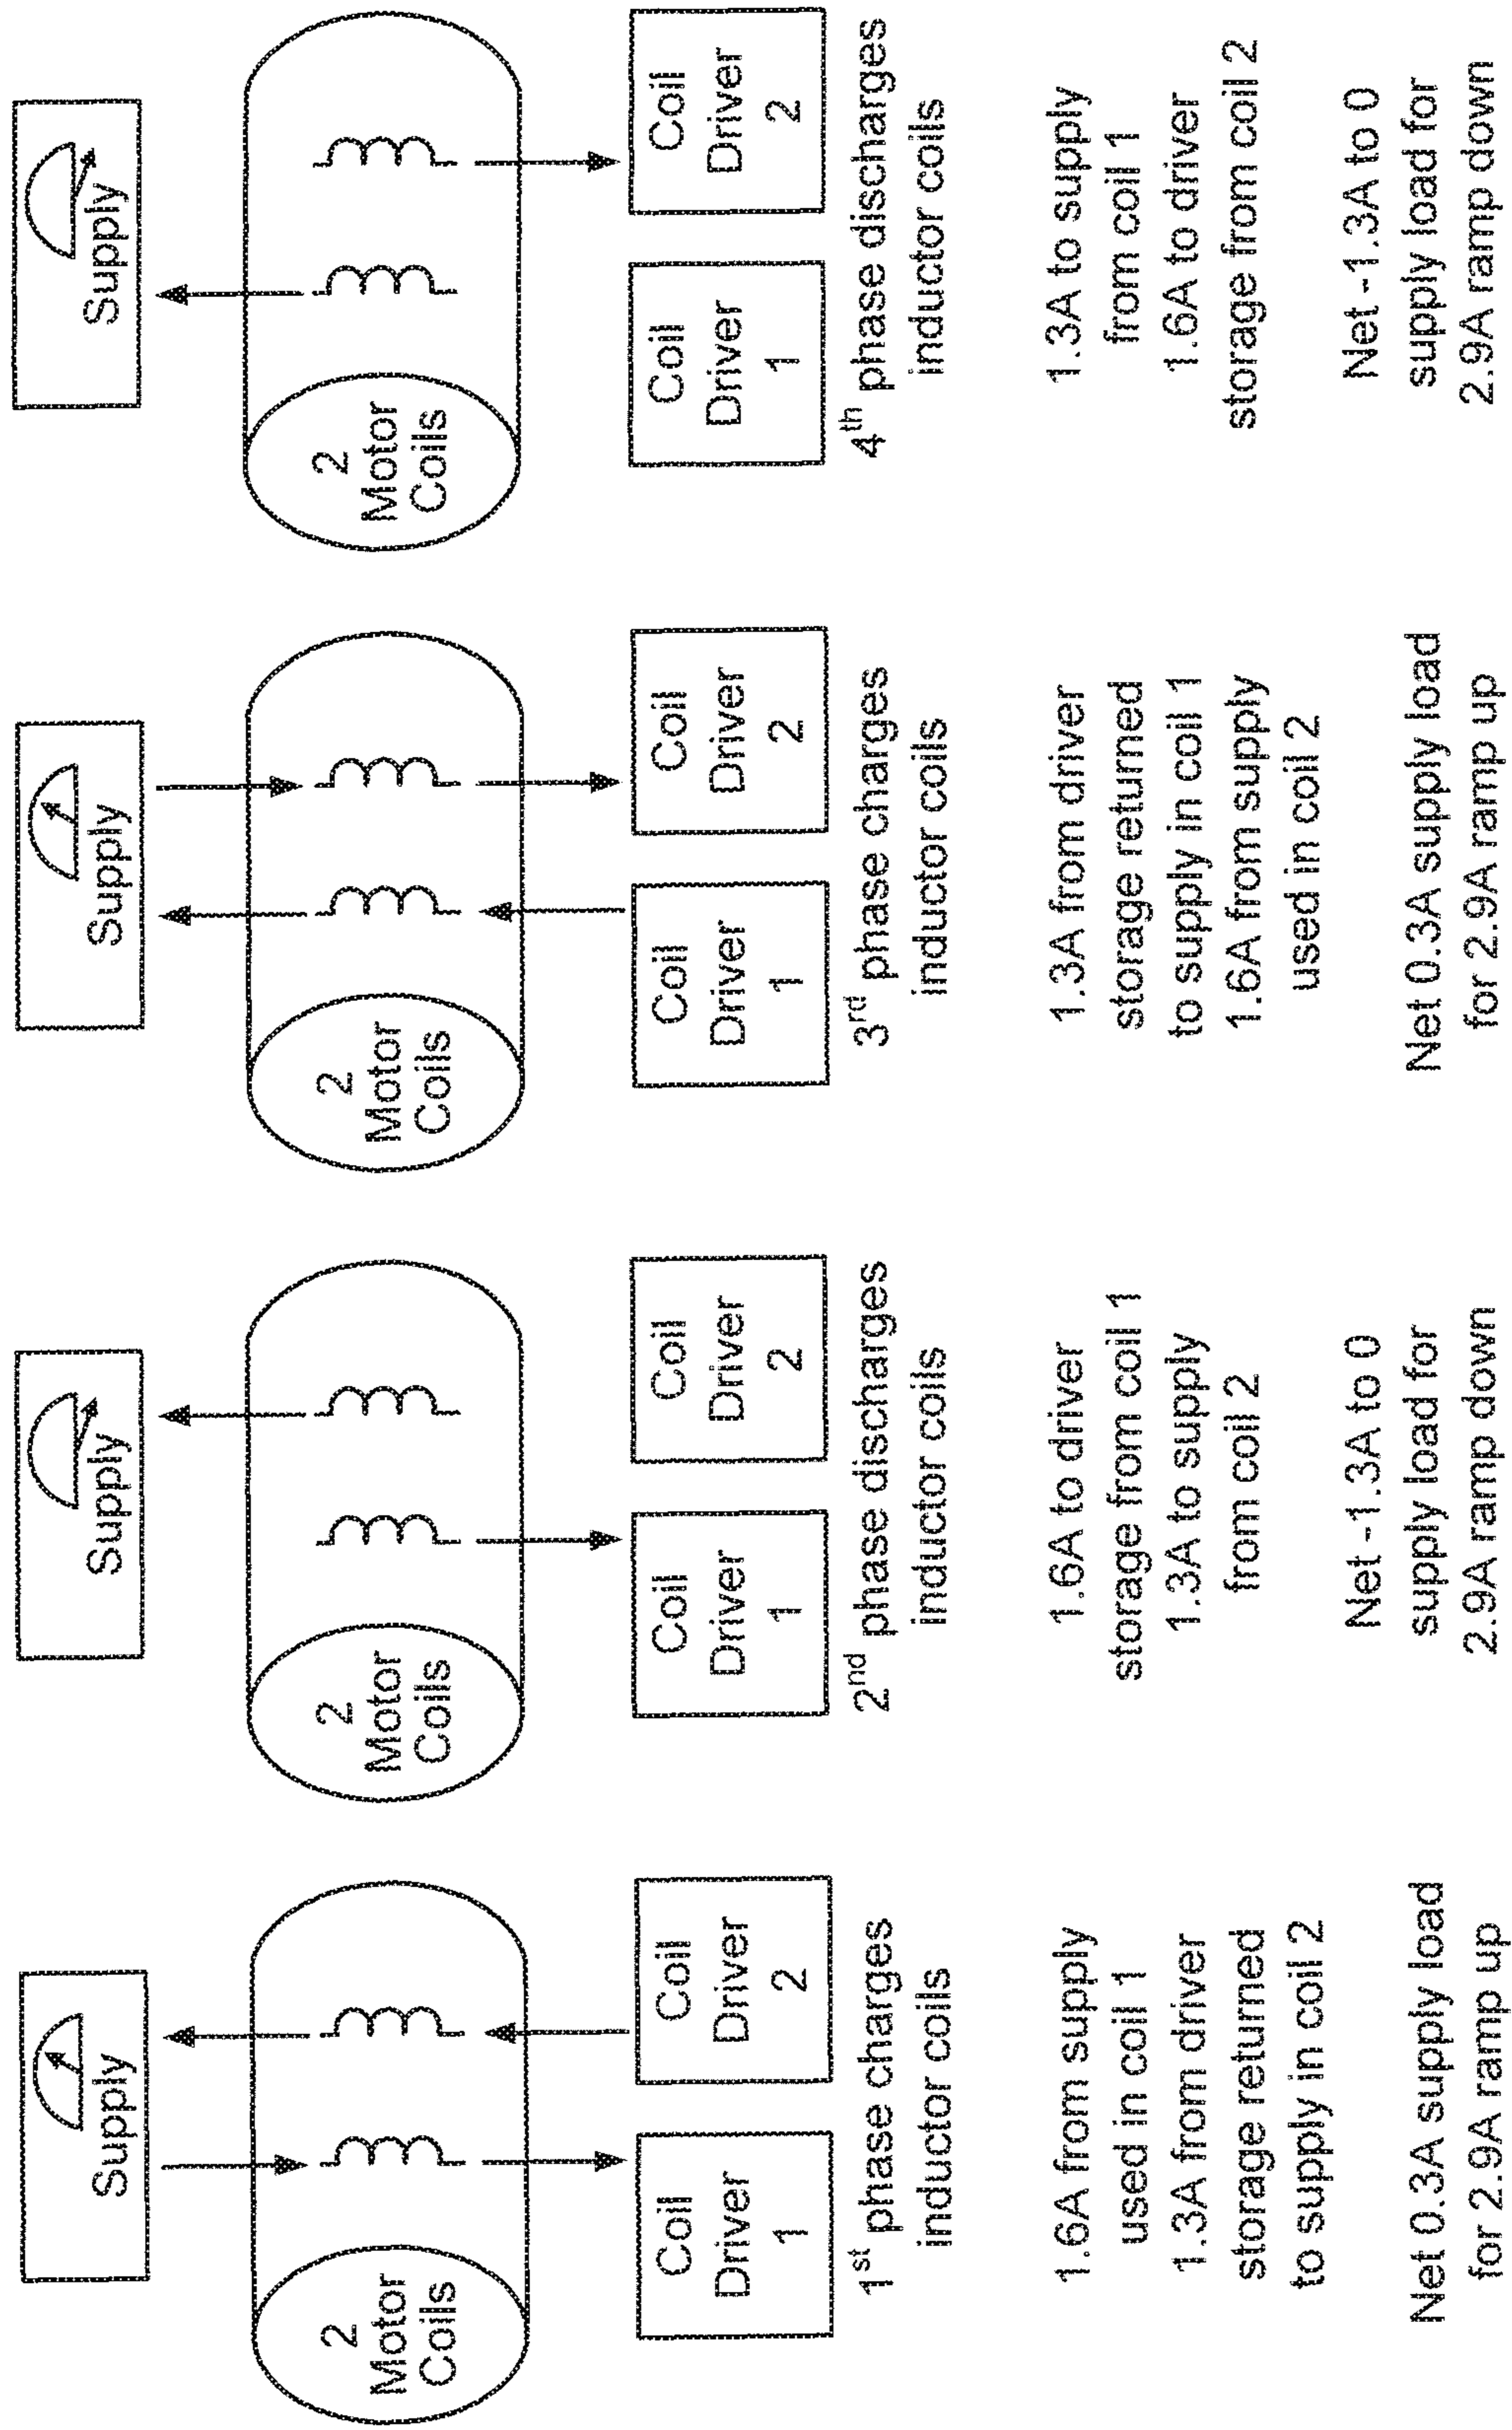 Supply
2
Motor
Coils
Coil
Driver
1
Coil
Driver
2
1st phase charges
inductor coils
1.6A from supply
used in coil 1
1.3A from driver
storage returned
to supply in coil 2
Net 0.3A supply load
for 2.9A ramp up
Supply
2
Motor
Coils
Coil
Driver
1
Coil
Driver
2
2nd phase discharges
inductor coils
1.6A to driver
storage from coil 1
1.3A to supply
from coil 2
Net -1.3A to 0
supply load for
2.9A ramp down
Supply
2
Motor
Coils
Coil
Driver
1
Coil
Driver
2
3rd phase charges
inductor coils
1.3A from driver
storage returned
to supply in coil 1
1.6A from supply
used in coil 2
Net 0.3A supply load
for 2.9A ramp up
Supply
2
Motor
Coils
Coil
Driver
1
Coil
Driver
2
4th phase discharges
inductor coils
1.3A to supply
from coil 1
1.6A to driver
storage from coil 2
Net -1.3A to 0
supply load for
2.9A ramp down